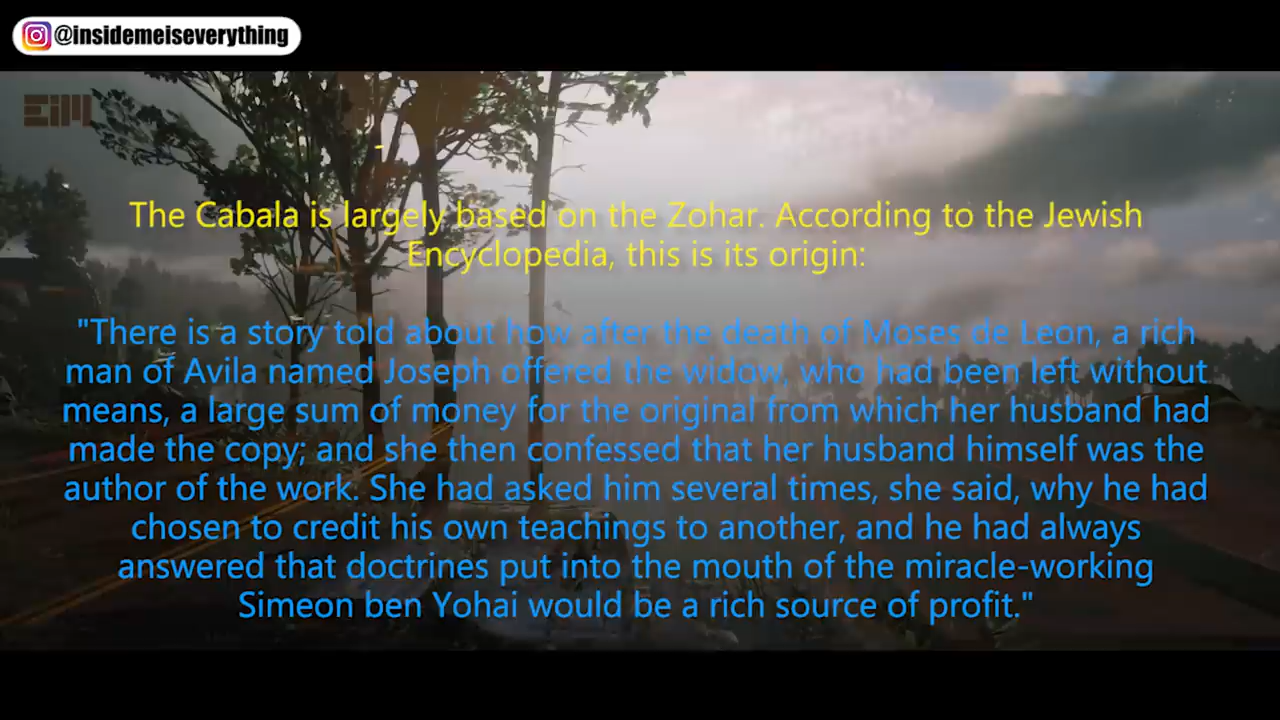 @insidemeiseverything
EiM
The Cabala is largely based on the Zohar. According to the Jewish
Encyclopedia, this is its origin:
"There is a story told about how after the death of Moses de Leon, a rich
man of Avila named Joseph offered the widow, who had been left without
means, a large sum of money for the original from which her husband had
made the copy; and she then confessed that her husband himself was the
author of the work. She had asked him several times, she said, why he had
chosen to credit his own teachings to another, and he had always
answered that doctrines put into the mouth of the miracle-working
Simeon ben Yohai would be a rich source of profit."